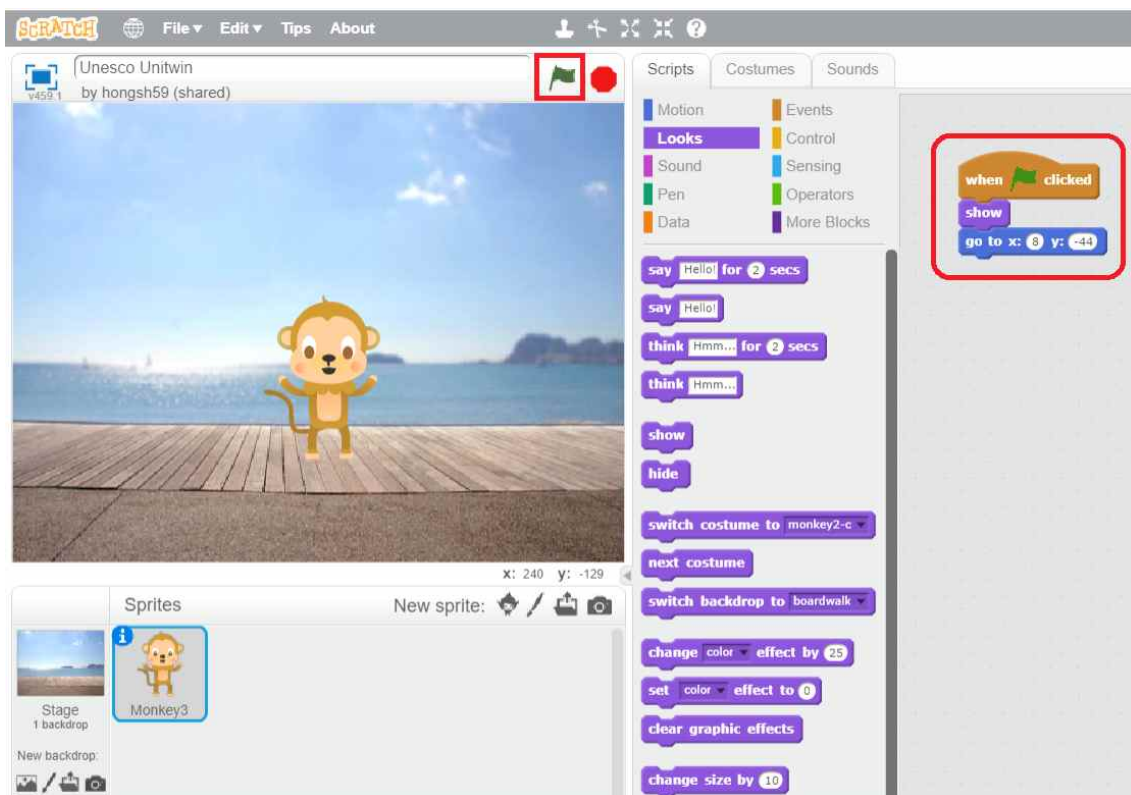 SCRATCH
File Edit Tips About
Unesco Unitwin
by hongsh59 (shared)
v459.1
x: 240 y: -129
Sprites
New sprite:
Stage
1 backdrop
New backdrop:
Monkey3
Scripts Costumes Sounds
Motion Events
Looks Control
Sound Sensing
Pen Operators
Data More Blocks
say Hello! for 2 secs
say Hello!
think Hmm... for 2 secs
think Hmm...
show
hide
switch costume to monkey2-c
next costume
switch backdrop to boardwalk
change color effect by 25
set color effect to 0
clear graphic effects
change size by 10
when clicked
show
go to x: 8 y: -44